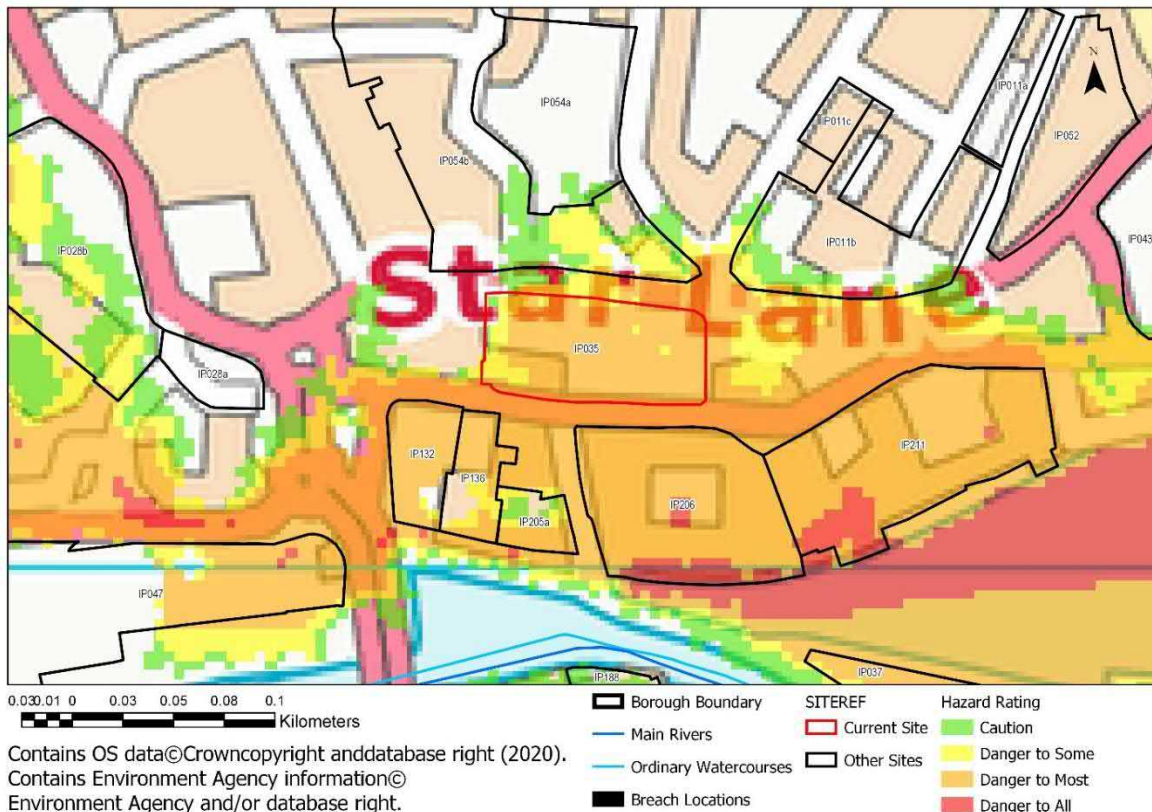 IP054a
IP011a
N
IP052
IP011c
IP054b
IP028b
IP011b
IP043
Star Lane
IP035
IP028a
IP132
IP136
IP211
IP205a
IP206
IP047
IP188
IP037
0.03 0.01 0 0.03 0.05 0.08 0.1
Kilometers
Contains OS data©Crowncopyright anddatabase right (2020).
Contains Environment Agency information©
Environment Agency and/or database right.
Borough Boundary
Main Rivers
Ordinary Watercourses
Breach Locations
SITEREF
Current Site
Other Sites
Hazard Rating
Caution
Danger to Some
Danger to Most
Danger to All